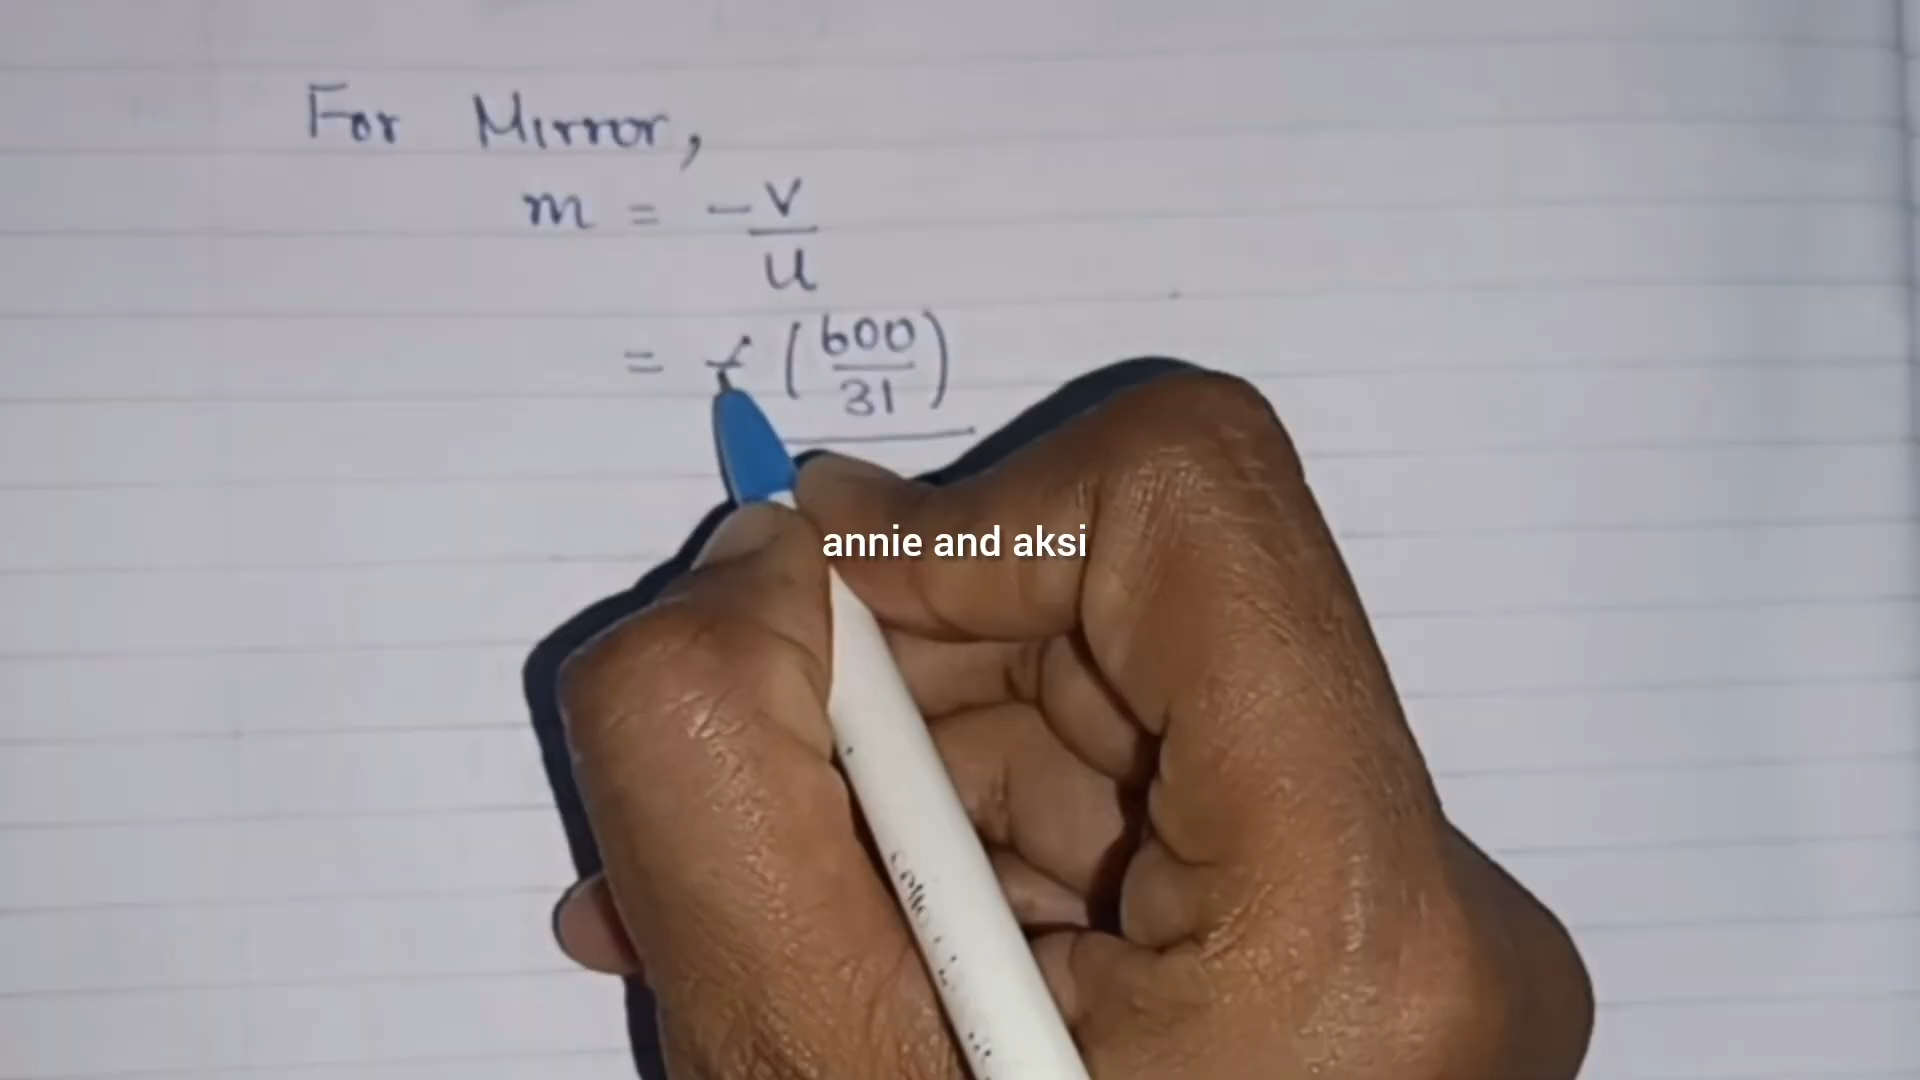 For Mirror,
m = -v/u
= - (600/31)
annie and aksi